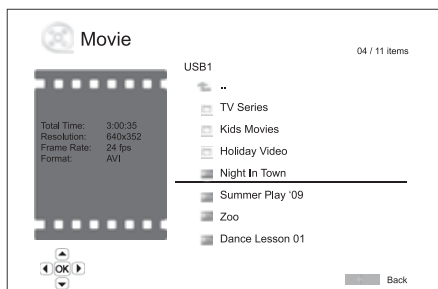 Movie
04 / 11 items
USB1
..
TV Series
Total Time: 3:00:35
Kids Movies
Resolution: 640x352
Frame Rate: 24 fps
Holiday Video
Format: AVI
Night In Town
Summer Play ‘09
Zoo
Dance Lesson 01
OK
Back